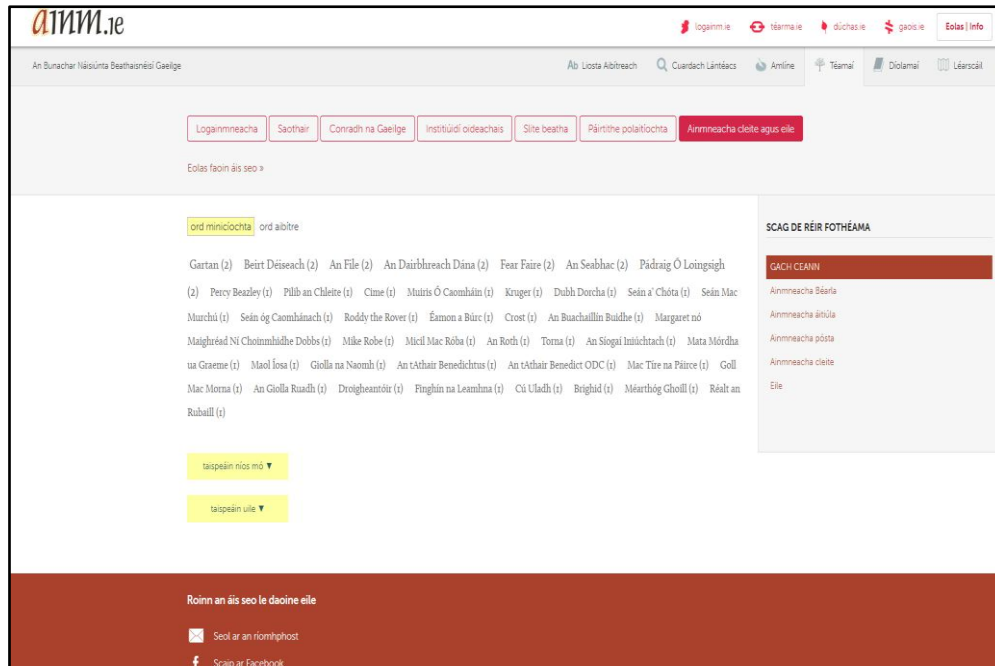 aınm.ıe
logainm.ie téarma.ie dúchas.ie gaois.ie Eolas | Info
An Bunachar Náisiúnta Beathaisnéisí Gaeilge
Ab Liosta Aibítreach Cuardach Lántéacs Amlíne Téamaí Díolamaí Léarscáil
Logainmneacha Saothair Conradh na Gaeilge Institiúidí oideachais Slite beatha Páirtithe polaitíochta Ainmneacha cleite agus eile
Eolas faoin áis seo »
ord minicíochta ord aibítre
Gartan (2) Beirt Déiseach (2) An File (2) An Dairbhreach Dána (2) Fear Faire (2) An Seabhac (2) Pádraig Ó Loingsigh
(2) Percy Beazley (1) Pilib an Chleite (1) Cime (1) Muiris Ó Caomháin (1) Kruger (1) Dubh Dorcha (1) Seán a' Chóta (1) Seán Mac
Murchú (1) Seán óg Caomhánach (1) Roddy the Rover (1) Éamon a Búrc (1) Crost (1) An Buachaillín Buidhe (1) Margaret nó
Maighréad Ní Choinmhidhe Dobbs (1) Mike Robe (1) Micil Mac Róba (1) An Roth (1) Torna (1) An Síogaí Iniúchtach (1) Mata Mórdha
ua Graeme (1) Maol Íosa (1) Giolla na Naomh (1) An tAthair Benedichtus (1) An tAthair Benedict ODC (1) Mac Tíre na Páirce (1) Goll
Mac Morna (1) An Giolla Ruadh (1) Droigheantóir (1) Finghin na Leamhna (1) Cú Uladh (1) Brighid (1) Méarthóg Ghoill (1) Réalt an
Rubaill (1)
taispeáin níos mó ▼
taispeáin uile ▼
SCAG DE RÉIR FOTHÉAMA
GACH CEANN
Ainmneacha Béarla
Ainmneacha áitiúla
Ainmneacha pósta
Ainmneacha cleite
Eile
Roinn an áis seo le daoine eile
Seol ar an ríomhphost
Scaip ar Facebook